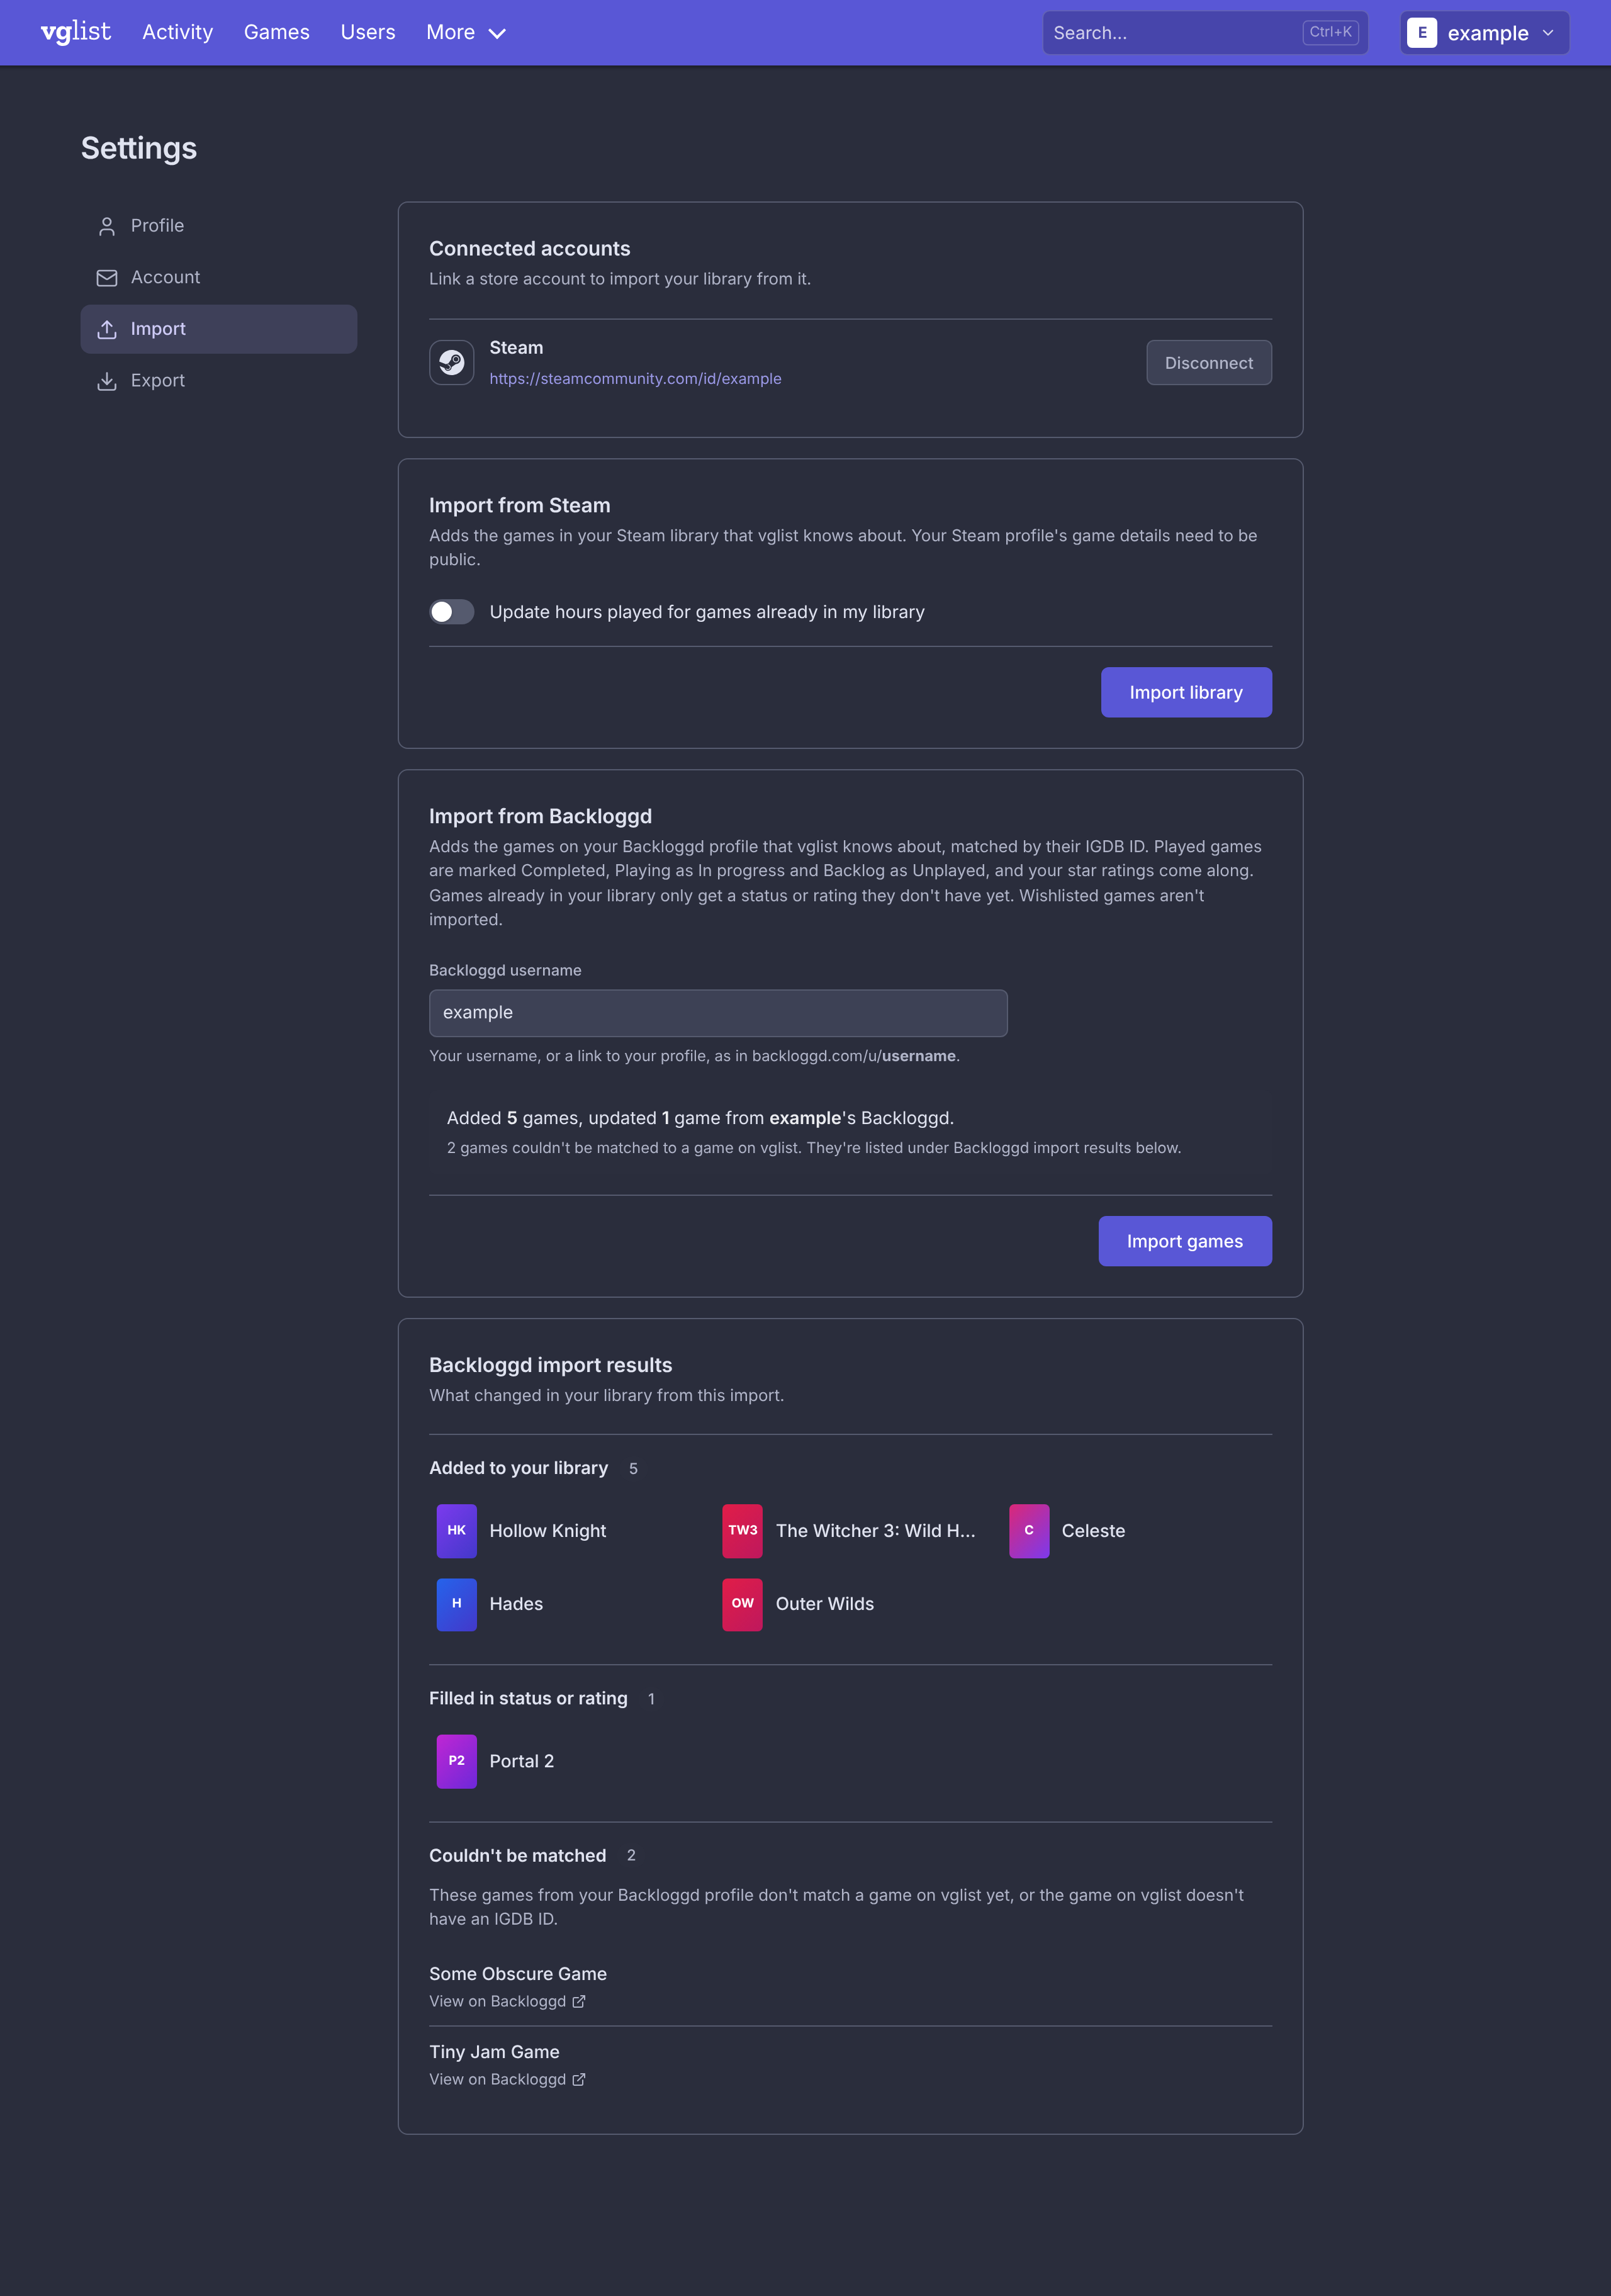 vglist Activity Games Users More Search... Ctrl+K E example
Settings
Profile
Account
Import
Export
Connected accounts
Link a store account to import your library from it.
Steam
https://steamcommunity.com/id/example
Disconnect
Import from Steam
Adds the games in your Steam library that vglist knows about. Your Steam profile's game details need to be
public.
Update hours played for games already in my library
Import library
Import from Backloggd
Adds the games on your Backloggd profile that vglist knows about, matched by their IGDB ID. Played games
are marked Completed, Playing as In progress and Backlog as Unplayed, and your star ratings come along.
Games already in your library only get a status or rating they don't have yet. Wishlisted games aren't
imported.
Backloggd username
example
Your username, or a link to your profile, as in backloggd.com/u/username.
Added 5 games, updated 1 game from example's Backloggd.
2 games couldn't be matched to a game on vglist. They're listed under Backloggd import results below.
Import games
Backloggd import results
What changed in your library from this import.
Added to your library 5
HK Hollow Knight TW3 The Witcher 3: Wild H... C Celeste
H Hades OW Outer Wilds
Filled in status or rating 1
P2 Portal 2
Couldn't be matched 2
These games from your Backloggd profile don't match a game on vglist yet, or the game on vglist doesn't
have an IGDB ID.
Some Obscure Game
View on Backloggd
Tiny Jam Game
View on Backloggd